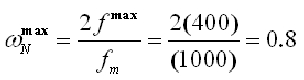 ω_N^max = 2f^max / f_m = 2(400) / (1000) = 0.8